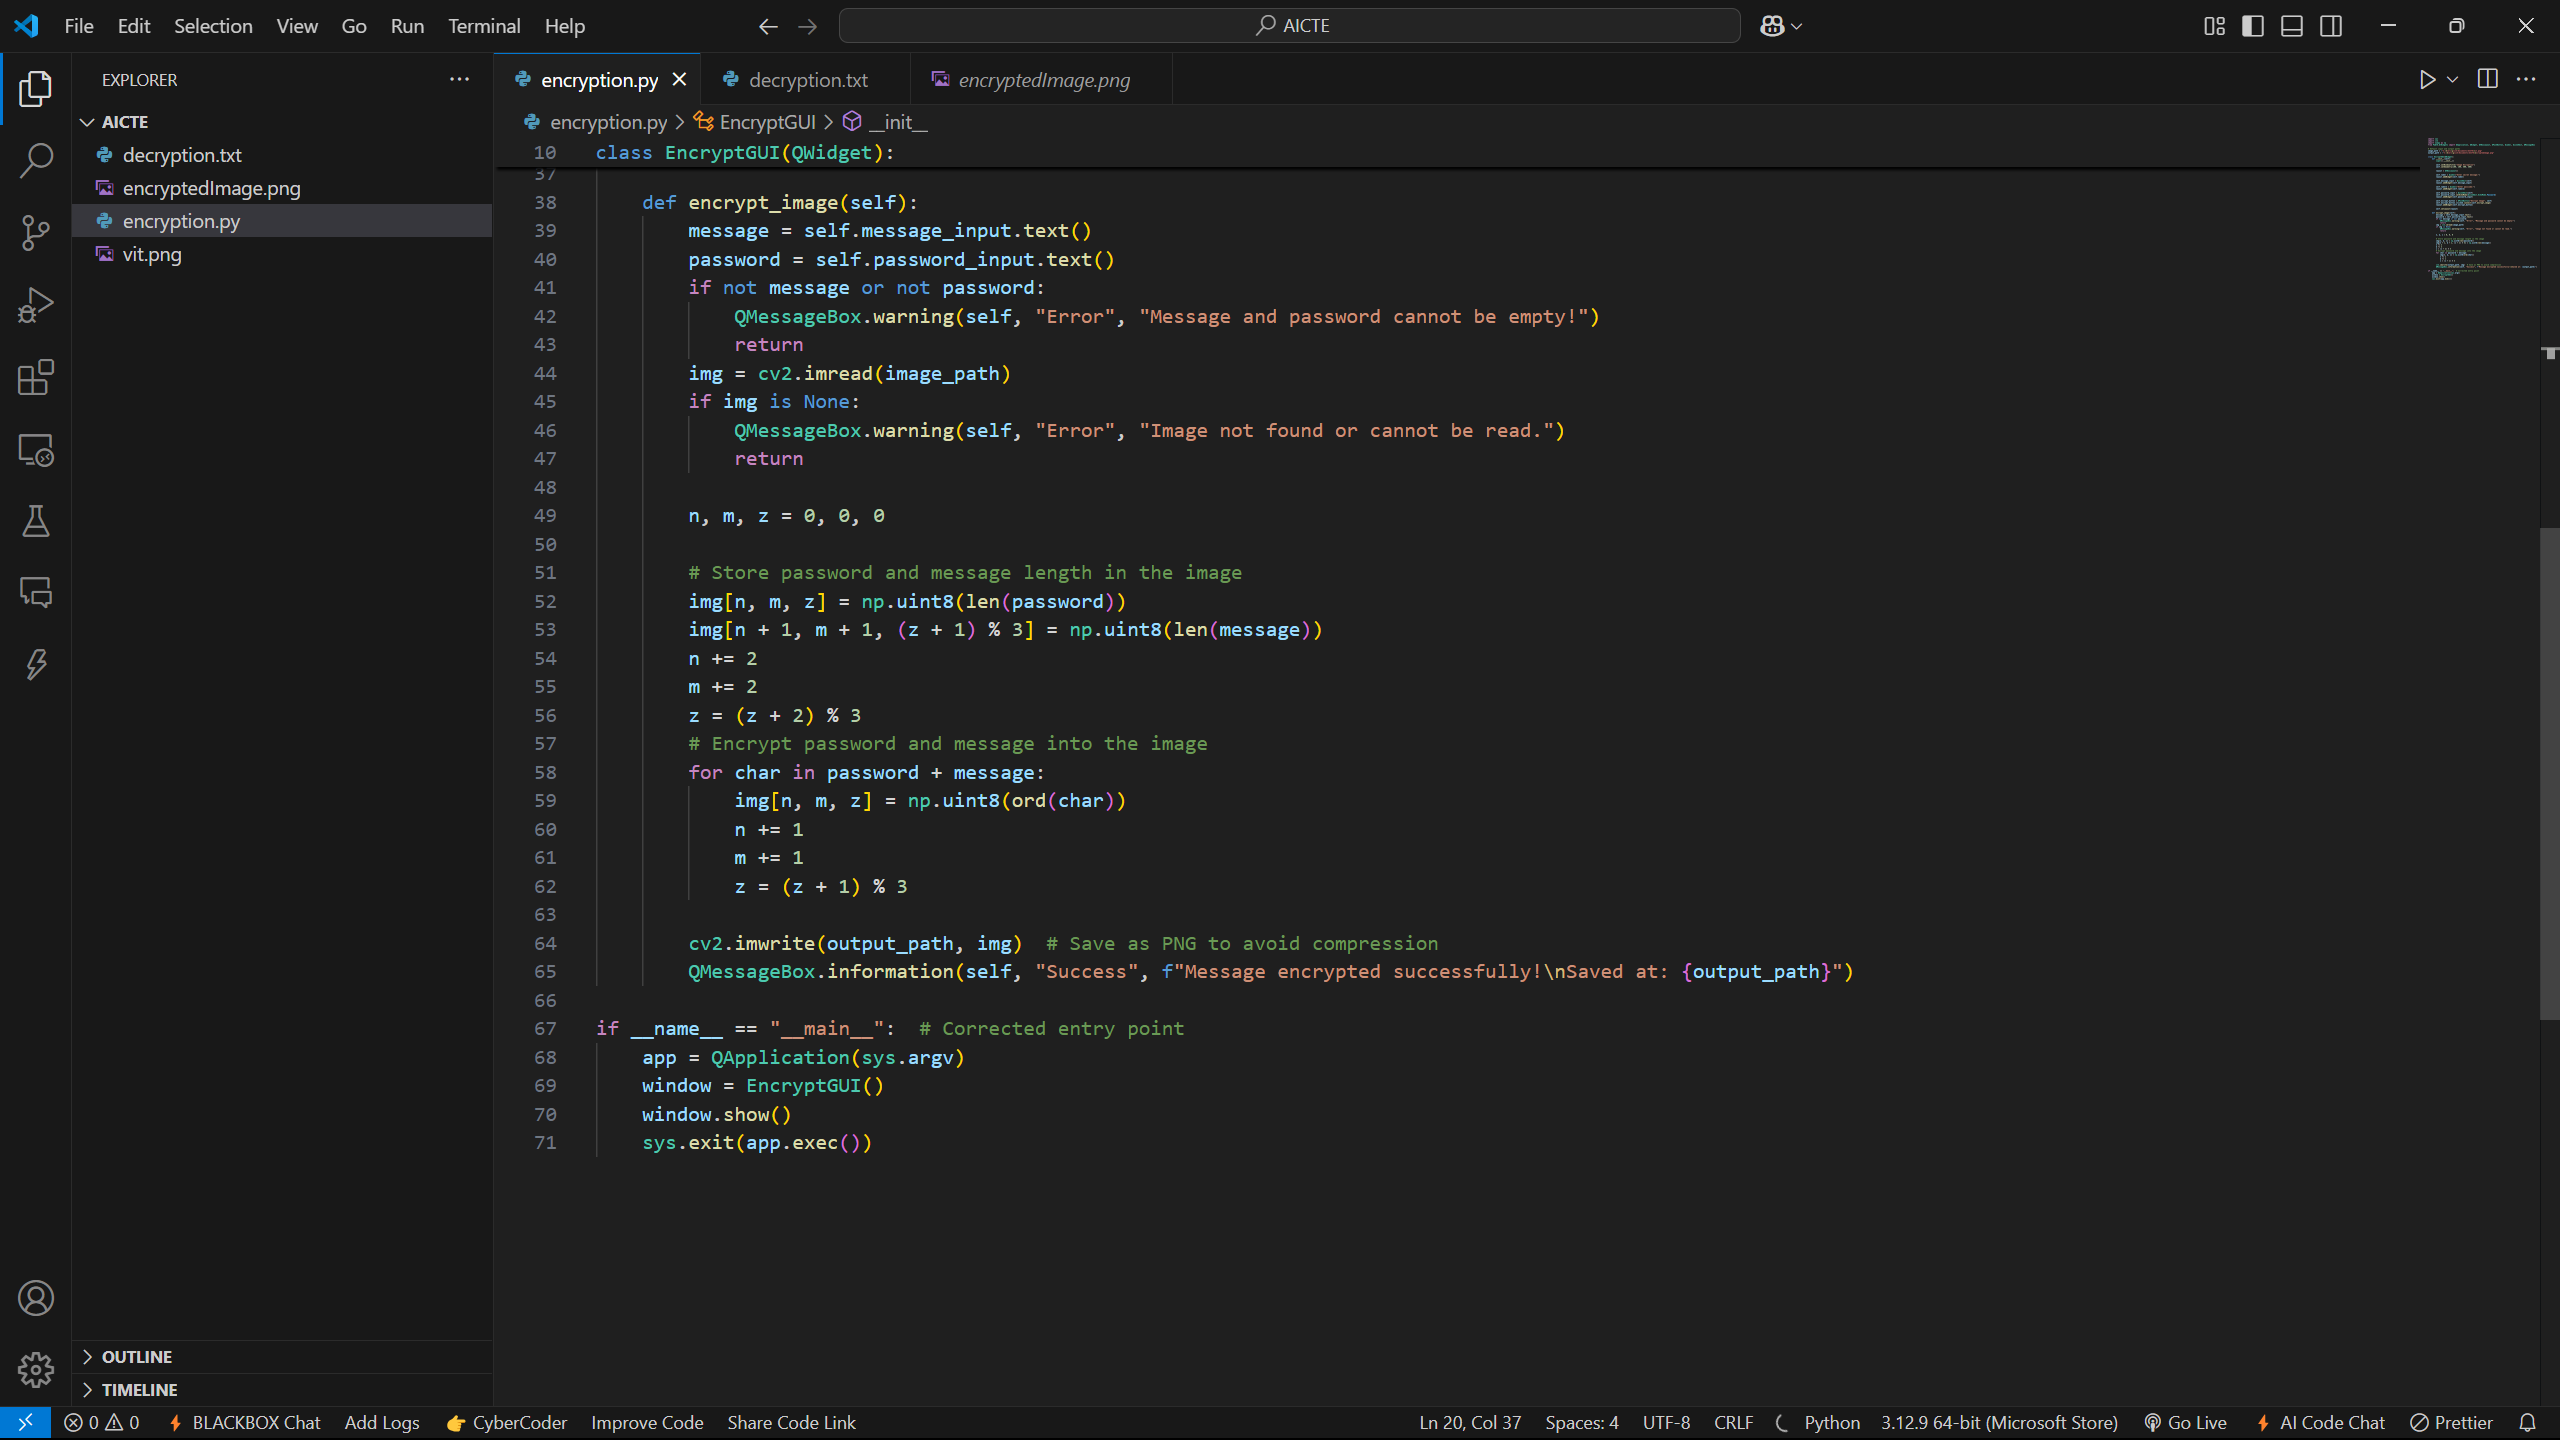 File Edit Selection View Go Run Terminal Help
AICTE
EXPLORER
AICTE
decryption.txt
encryptedImage.png
encryption.py
vit.png
OUTLINE
TIMELINE
encryption.py decryption.txt encryptedImage.png
encryption.py > EncryptGUI > __init__
10 class EncryptGUI(QWidget):
37
38 def encrypt_image(self):
39 message = self.message_input.text()
40 password = self.password_input.text()
41 if not message or not password:
42 QMessageBox.warning(self, "Error", "Message and password cannot be empty!")
43 return
44 img = cv2.imread(image_path)
45 if img is None:
46 QMessageBox.warning(self, "Error", "Image not found or cannot be read.")
47 return
48
49 n, m, z = 0, 0, 0
50
51 # Store password and message length in the image
52 img[n, m, z] = np.uint8(len(password))
53 img[n + 1, m + 1, (z + 1) % 3] = np.uint8(len(message))
54 n += 2
55 m += 2
56 z = (z + 2) % 3
57 # Encrypt password and message into the image
58 for char in password + message:
59 img[n, m, z] = np.uint8(ord(char))
60 n += 1
61 m += 1
62 z = (z + 1) % 3
63
64 cv2.imwrite(output_path, img)  # Save as PNG to avoid compression
65 QMessageBox.information(self, "Success", f"Message encrypted successfully!\nSaved at: {output_path}")
66
67 if __name__ == "__main__":  # Corrected entry point
68 app = QApplication(sys.argv)
69 window = EncryptGUI()
70 window.show()
71 sys.exit(app.exec())
0 0 BLACKBOX Chat Add Logs 👉 CyberCoder Improve Code Share Code Link Ln 20, Col 37 Spaces: 4 UTF-8 CRLF Python 3.12.9 64-bit (Microsoft Store) Go Live AI Code Chat Prettier